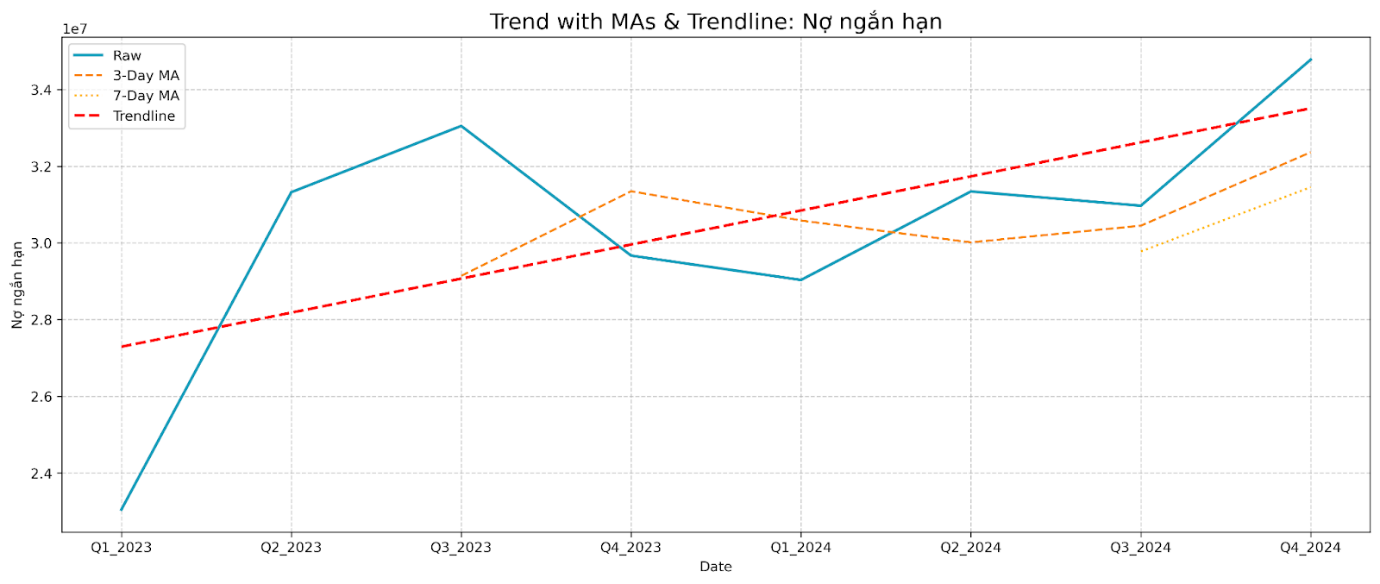 Trend with MAs & Trendline: Nợ ngắn hạn
1e7
Raw
3-Day MA
7-Day MA
Trendline
3.4
3.2
3.0
2.8
2.6
2.4
Nợ ngắn hạn
Q1_2023 Q2_2023 Q3_2023 Q4_2023 Q1_2024 Q2_2024 Q3_2024 Q4_2024
Date